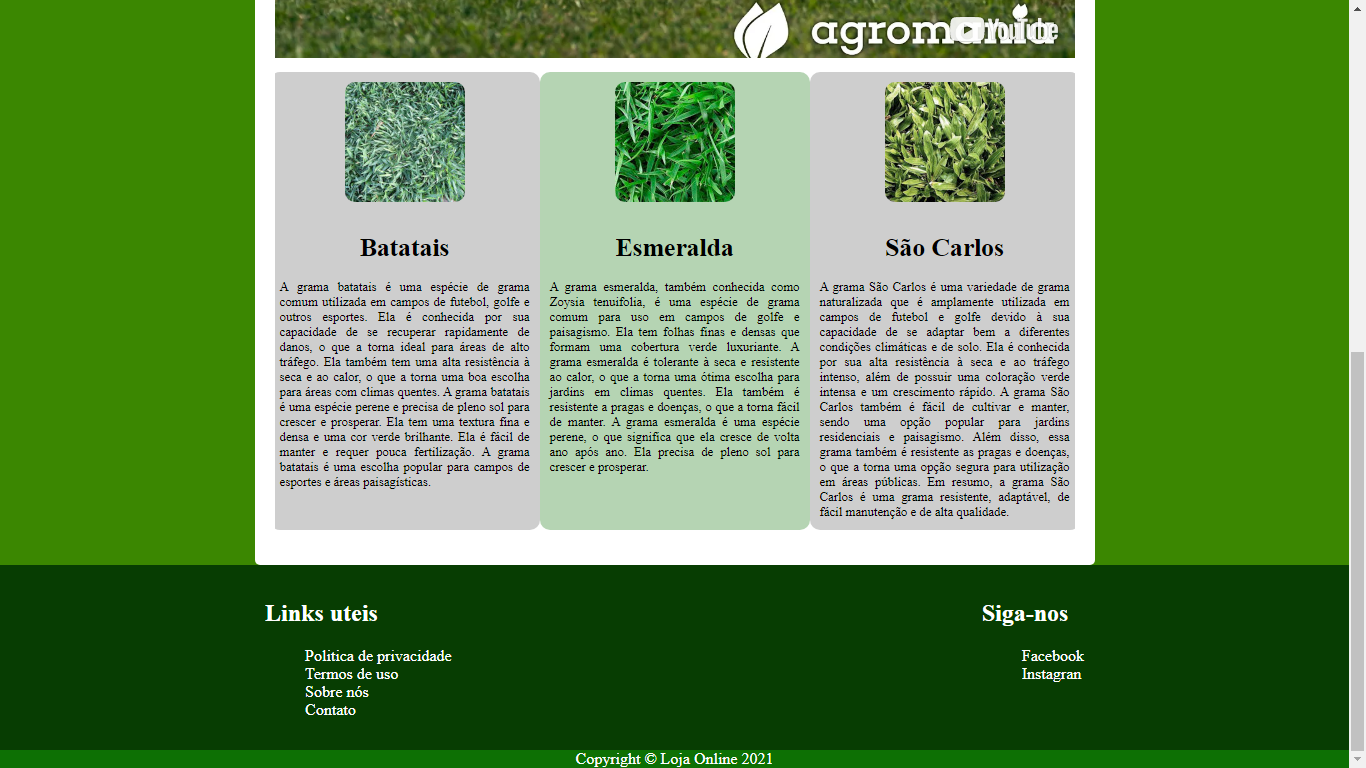 agromania
YouTube
Batatais
A grama batatais é uma espécie de grama
comum utilizada em campos de futebol, golfe e
outros esportes. Ela é conhecida por sua
capacidade de se recuperar rapidamente de
danos, o que a torna ideal para áreas de alto
tráfego. Ela também tem uma alta resistência à
seca e ao calor, o que a torna uma boa escolha
para áreas com climas quentes. A grama batatais
é uma espécie perene e precisa de pleno sol para
crescer e prosperar. Ela tem uma textura fina e
densa e uma cor verde brilhante. Ela é fácil de
manter e requer pouca fertilização. A grama
batatais é uma escolha popular para campos de
esportes e áreas paisagísticas.
Esmeralda
A grama esmeralda, também conhecida como
Zoysia tenuifolia, é uma espécie de grama
comum para uso em campos de golfe e
paisagismo. Ela tem folhas finas e densas que
formam uma cobertura verde luxuriante. A
grama esmeralda é tolerante à seca e resistente
ao calor, o que a torna uma ótima escolha para
jardins em climas quentes. Ela também é
resistente a pragas e doenças, o que a torna fácil
de manter. A grama esmeralda é uma espécie
perene, o que significa que ela cresce de volta
ano após ano. Ela precisa de pleno sol para
crescer e prosperar.
São Carlos
A grama São Carlos é uma variedade de grama
naturalizada que é amplamente utilizada em
campos de futebol e golfe devido à sua
capacidade de se adaptar bem a diferentes
condições climáticas e de solo. Ela é conhecida
por sua alta resistência à seca e ao tráfego
intenso, além de possuir uma coloração verde
intensa e um crescimento rápido. A grama São
Carlos também é fácil de cultivar e manter,
sendo uma opção popular para jardins
residenciais e paisagismo. Além disso, essa
grama também é resistente as pragas e doenças,
o que a torna uma opção segura para utilização
em áreas públicas. Em resumo, a grama São
Carlos é uma grama resistente, adaptável, de
fácil manutenção e de alta qualidade.
Links uteis
Politica de privacidade
Termos de uso
Sobre nós
Contato
Siga-nos
Facebook
Instagran
Copyright © Loja Online 2021